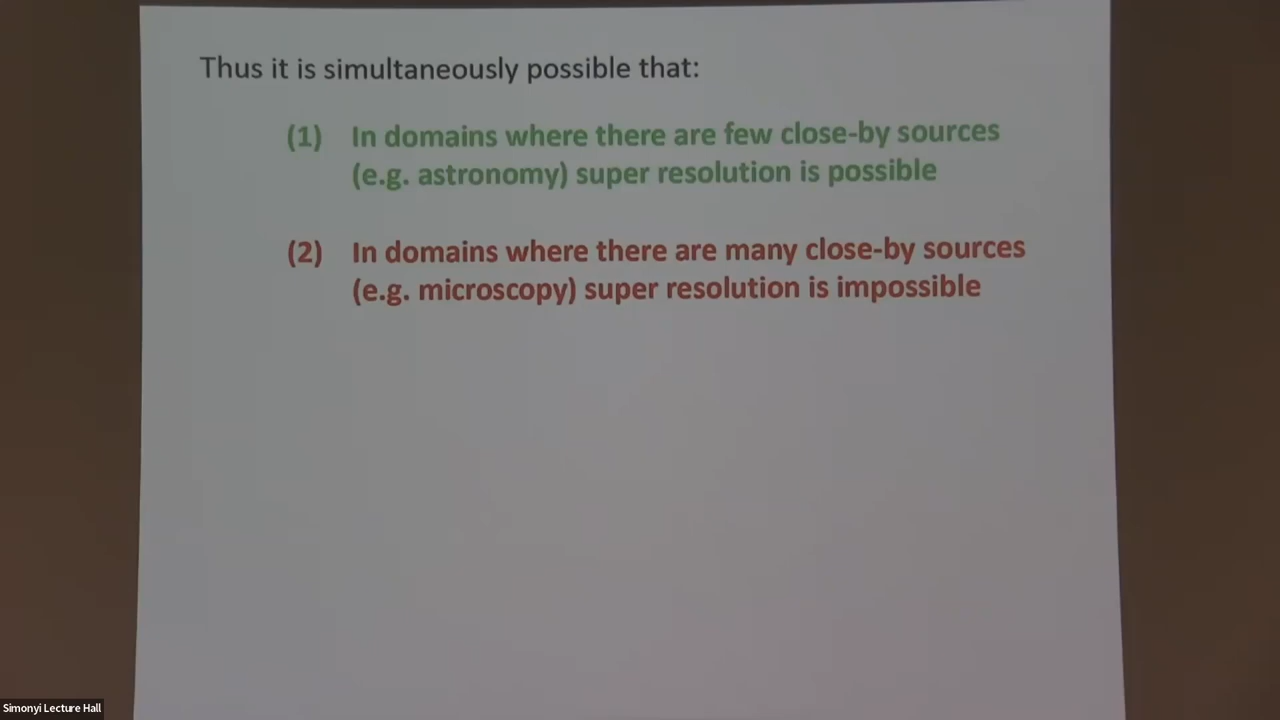 Thus it is simultaneously possible that:
(1) In domains where there are few close-by sources
(e.g. astronomy) super resolution is possible
(2) In domains where there are many close-by sources
(e.g. microscopy) super resolution is impossible
Simonyi Lecture Hall